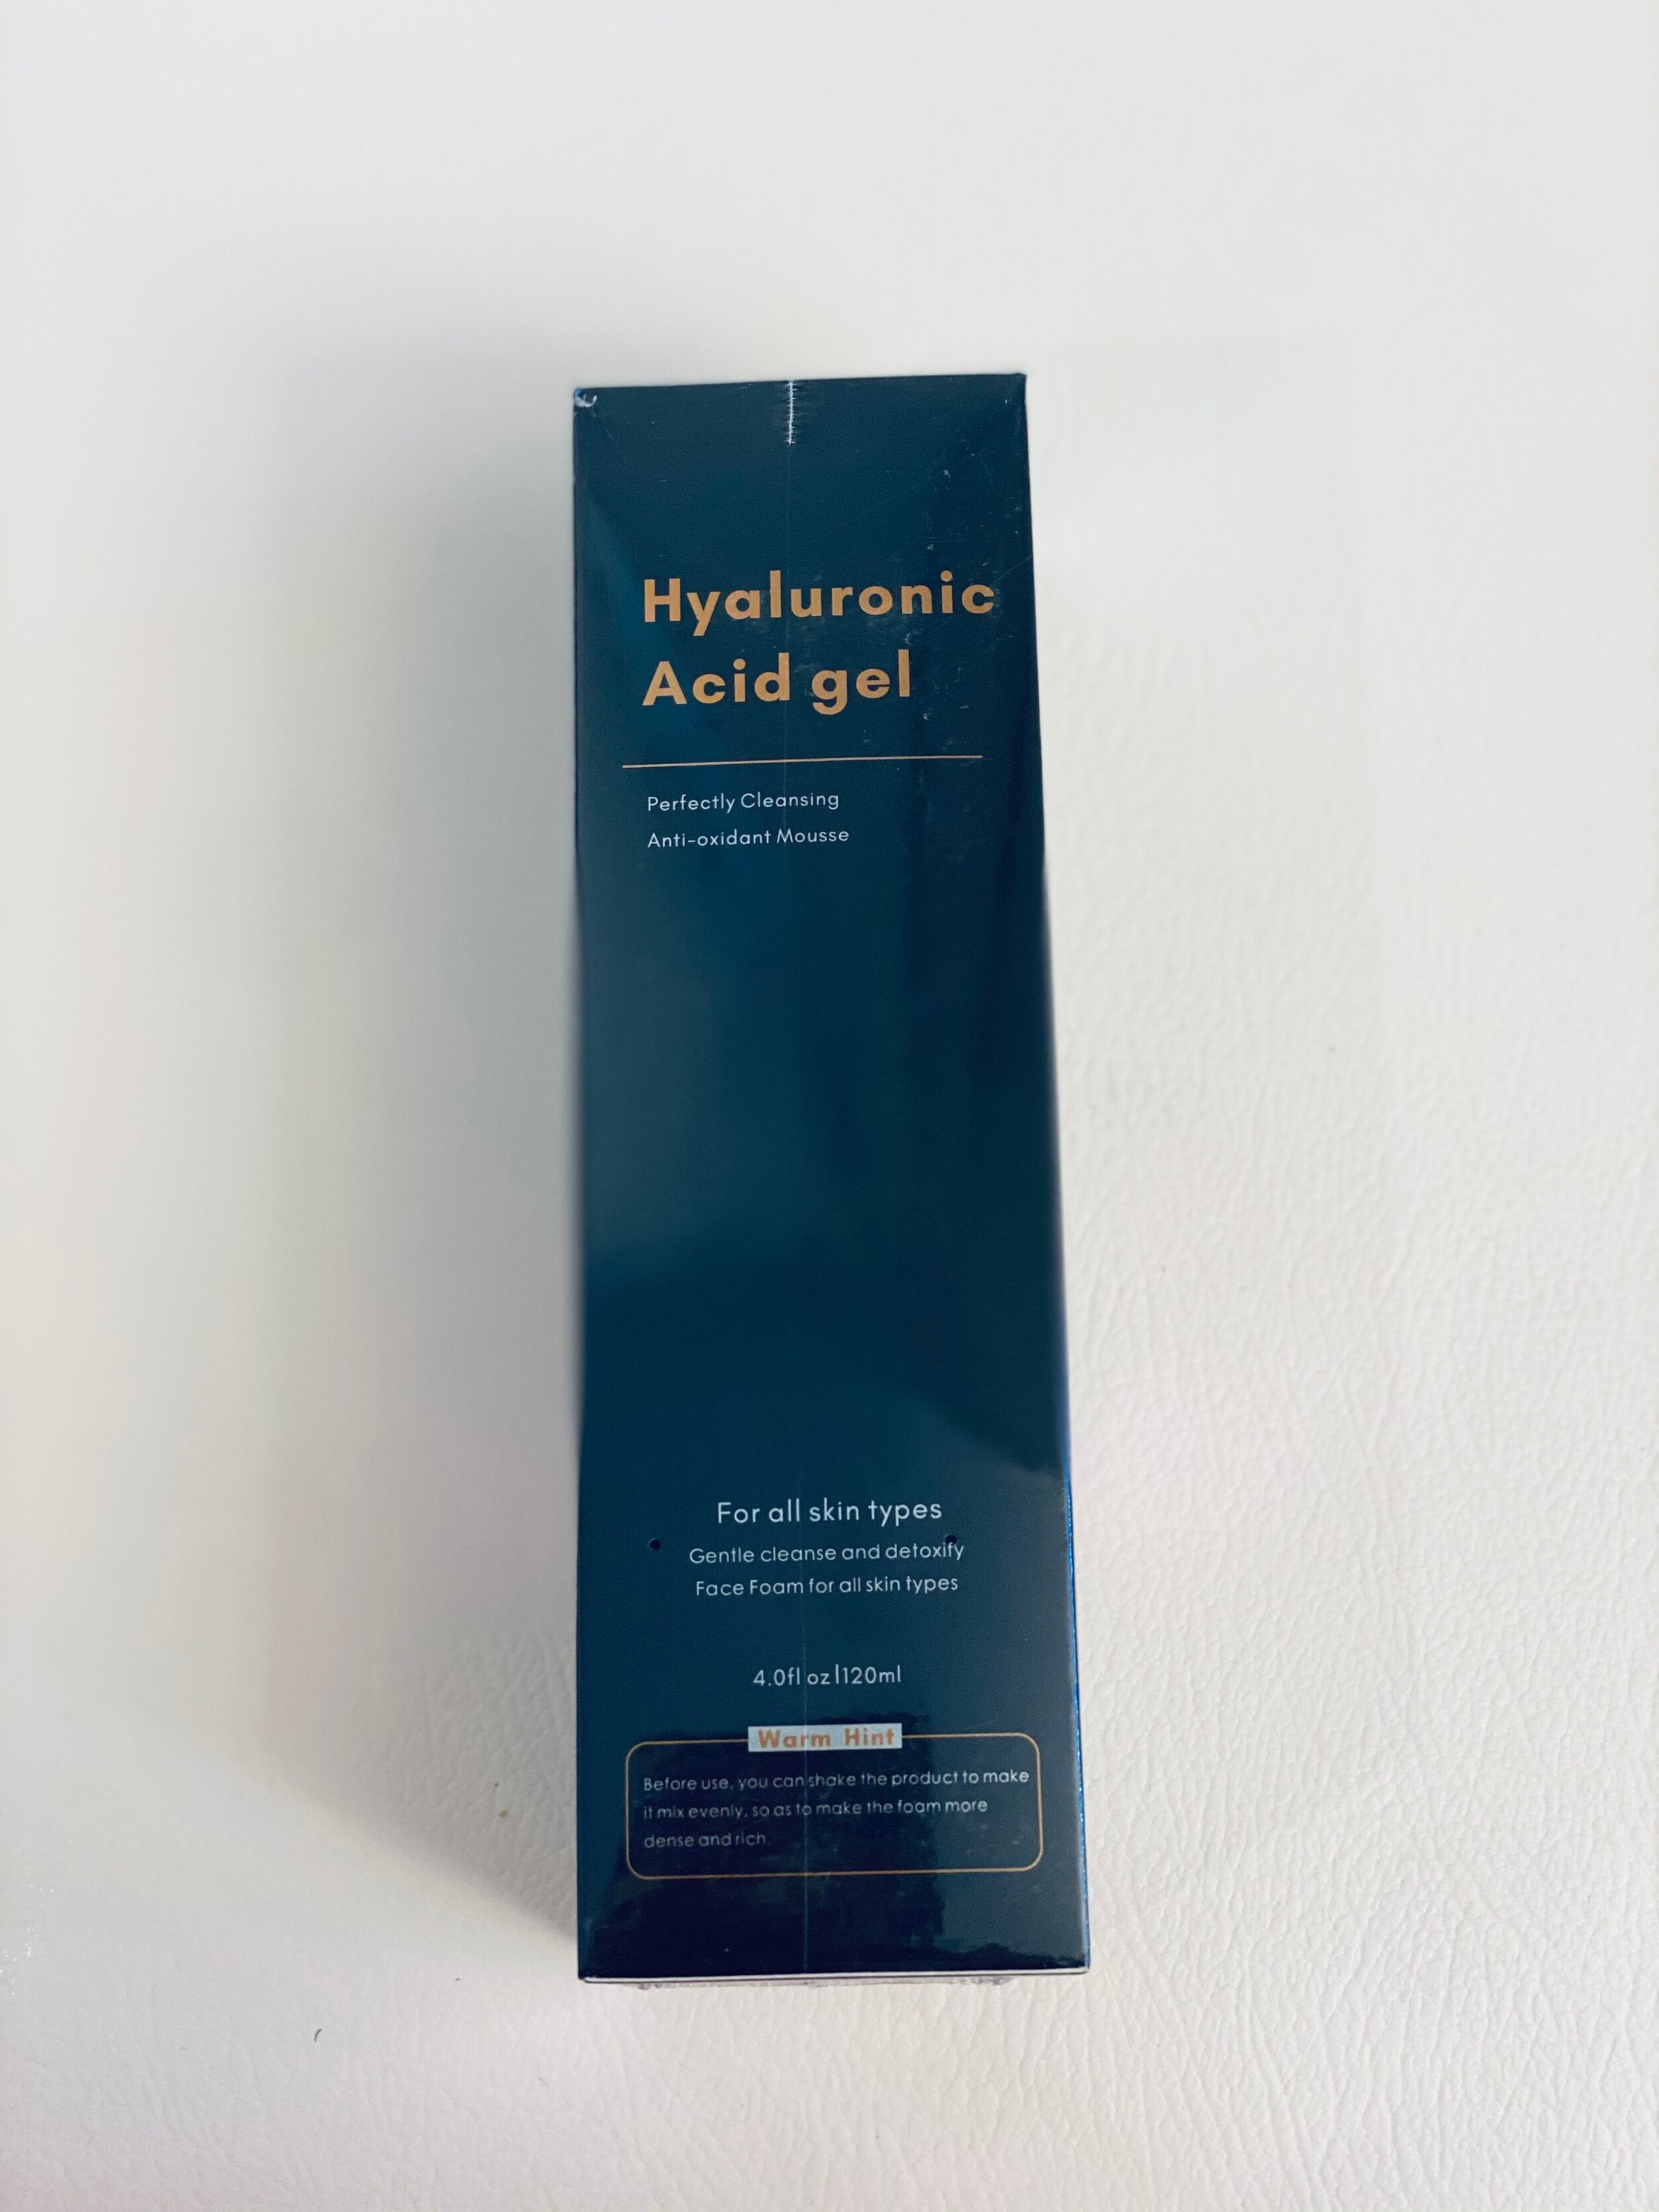 Hyaluronic
Acid gel
Perfectly Cleansing
Anti-oxidant Mousse
For all skin types
Gentle cleanse and detoxify
Face Foam for all skin types
4.0fl oz|120ml
Warm Hint
Before use, you can shake the product to make
it mix evenly, so as to make the foam more
dense and rich.